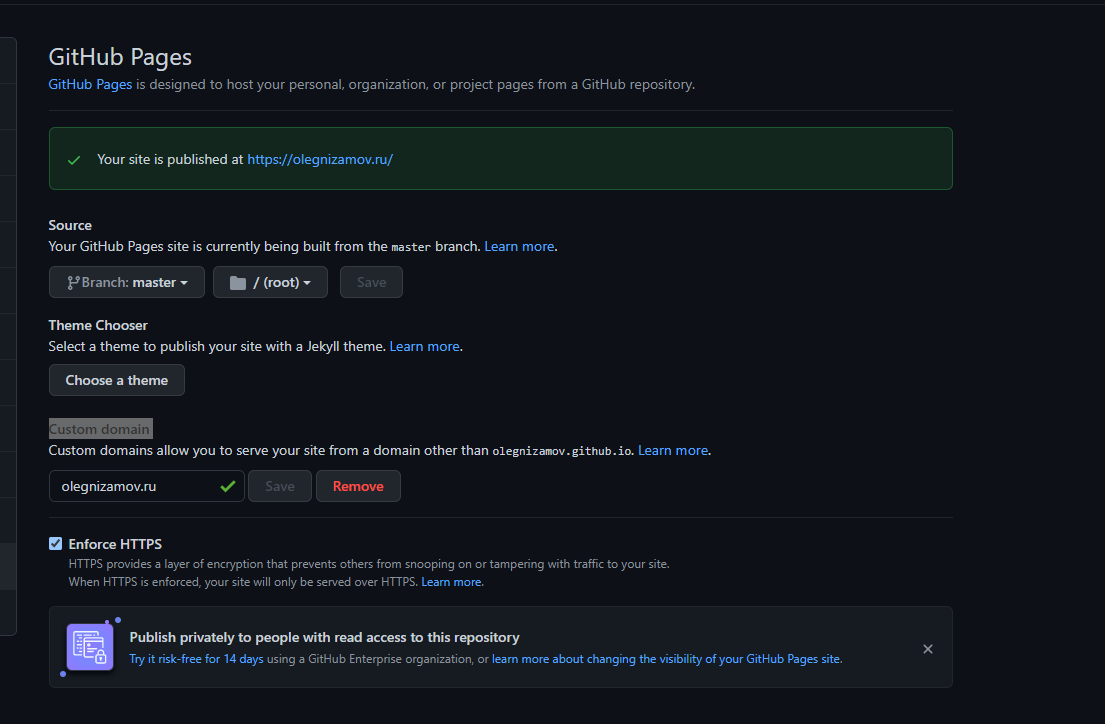 GitHub Pages
GitHub Pages is designed to host your personal, organization, or project pages from a GitHub repository.
Your site is published at https://olegnizamov.ru/
Source
Your GitHub Pages site is currently being built from the master branch. Learn more.
Branch: master / (root) Save
Theme Chooser
Select a theme to publish your site with a Jekyll theme. Learn more.
Choose a theme
Custom domain
Custom domains allow you to serve your site from a domain other than olegnizamov.github.io. Learn more.
olegnizamov.ru Save Remove
Enforce HTTPS
HTTPS provides a layer of encryption that prevents others from snooping on or tampering with traffic to your site.
When HTTPS is enforced, your site will only be served over HTTPS. Learn more.
Publish privately to people with read access to this repository
Try it risk-free for 14 days using a GitHub Enterprise organization, or learn more about changing the visibility of your GitHub Pages site.